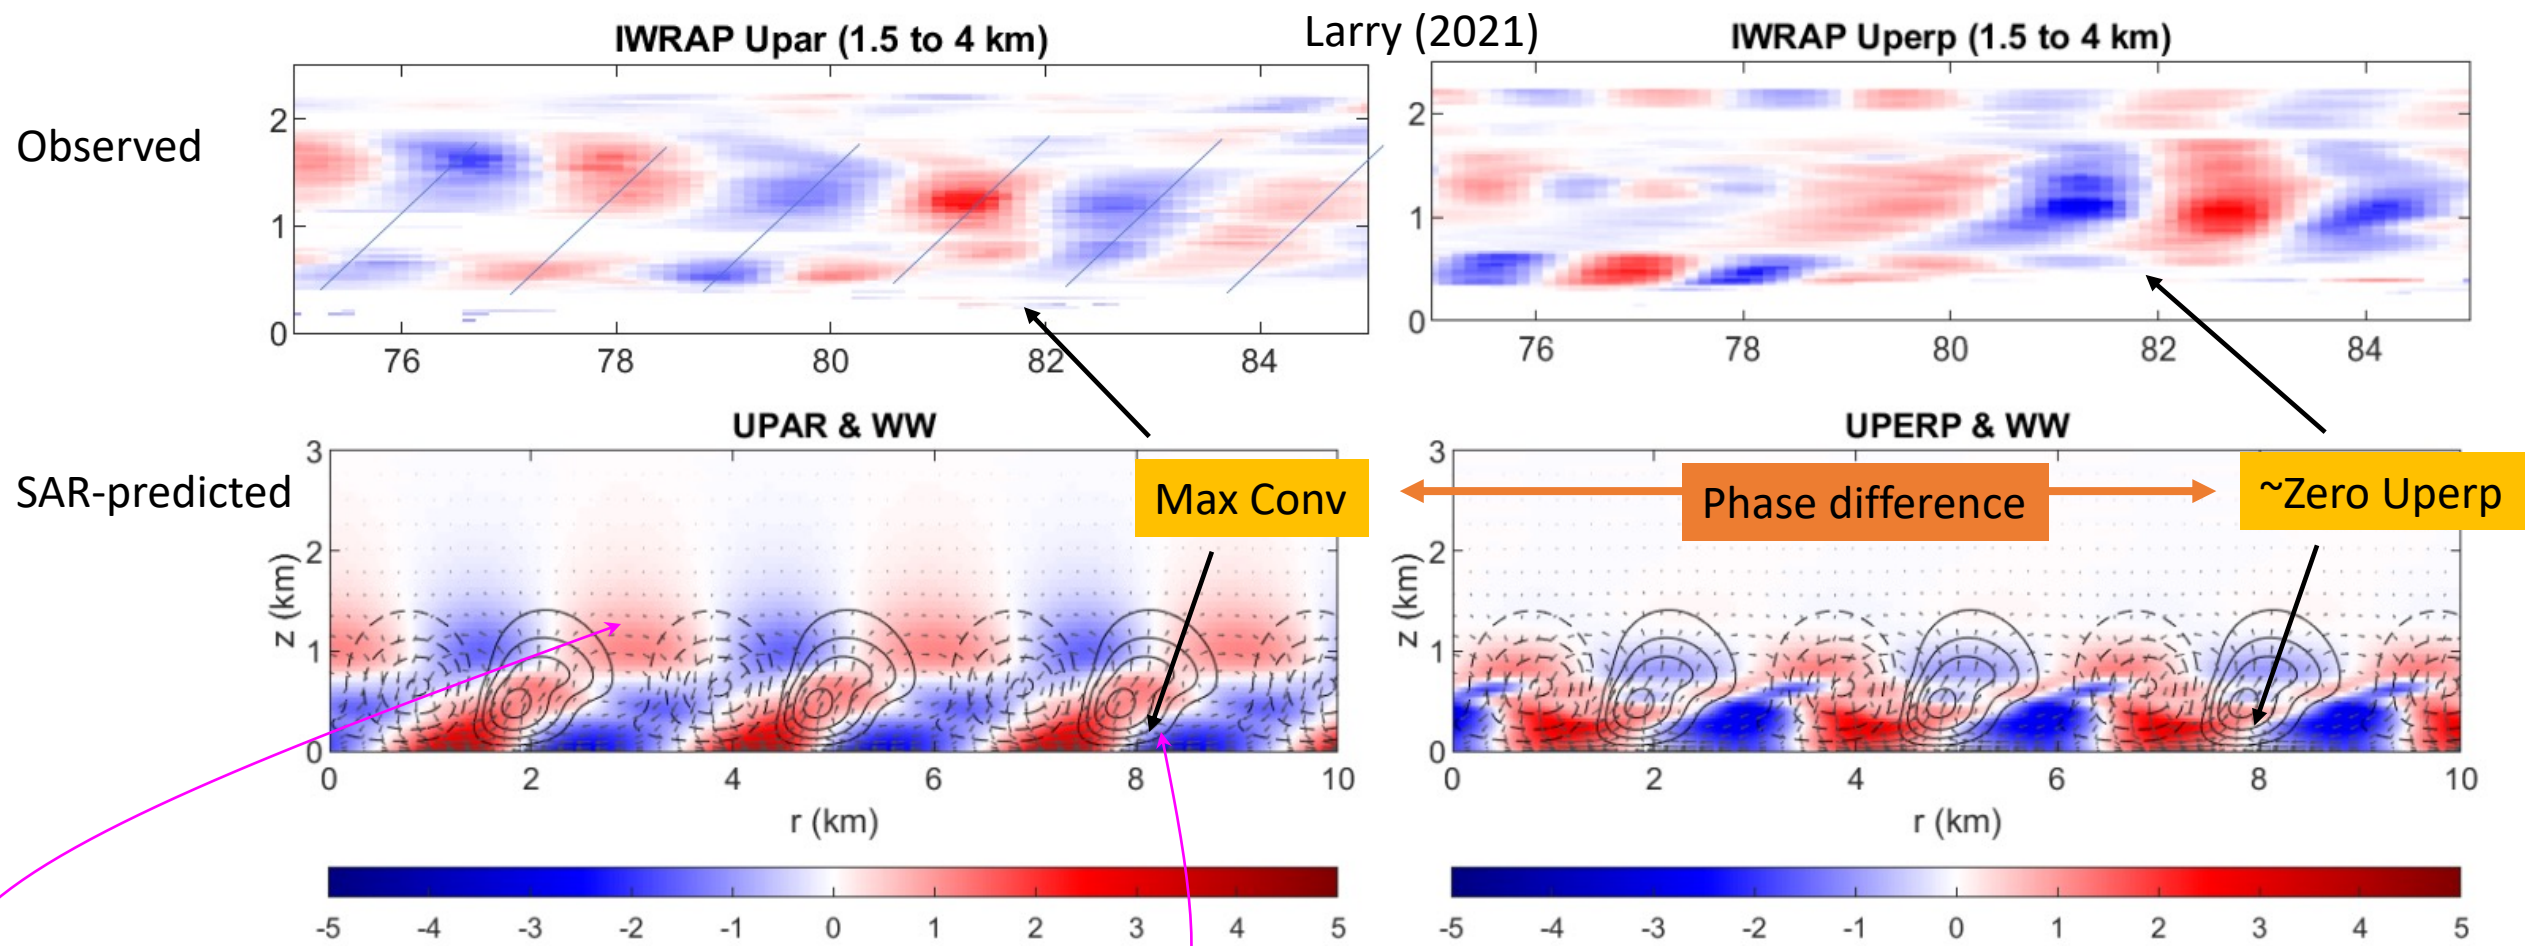 Larry (2021)
IWRAP Upar (1.5 to 4 km)
IWRAP Uperp (1.5 to 4 km)
Observed
2
1
0
76 78 80 82 84
2
1
0
76 78 80 82 84
UPAR & WW
UPERP & WW
SAR-predicted
Max Conv
Phase difference
~Zero Uperp
3
2
1
0
z (km)
0 2 4 6 8 10
r (km)
3
2
1
0
z (km)
0 2 4 6 8 10
r (km)
-5 -4 -3 -2 -1 0 1 2 3 4 5
-5 -4 -3 -2 -1 0 1 2 3 4 5